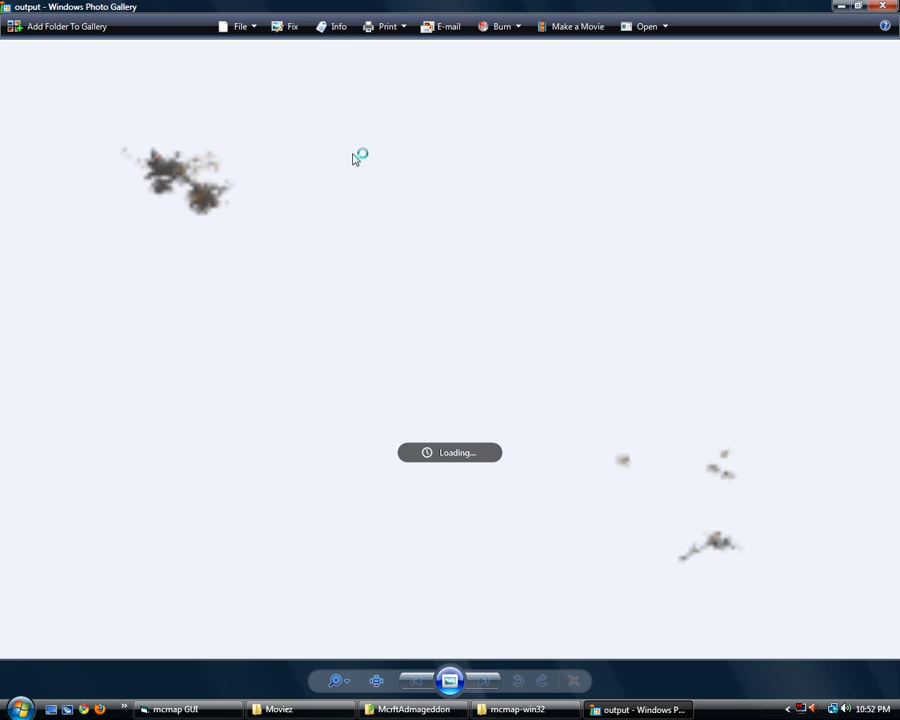 output - Windows Photo Gallery
Add Folder To Gallery File Fix Info Print E-mail Burn Make a Movie Open
Loading...
mcmap GUI Moviez McrftAdmageddon mcmap-win32 output - Windows P... 10:52 PM